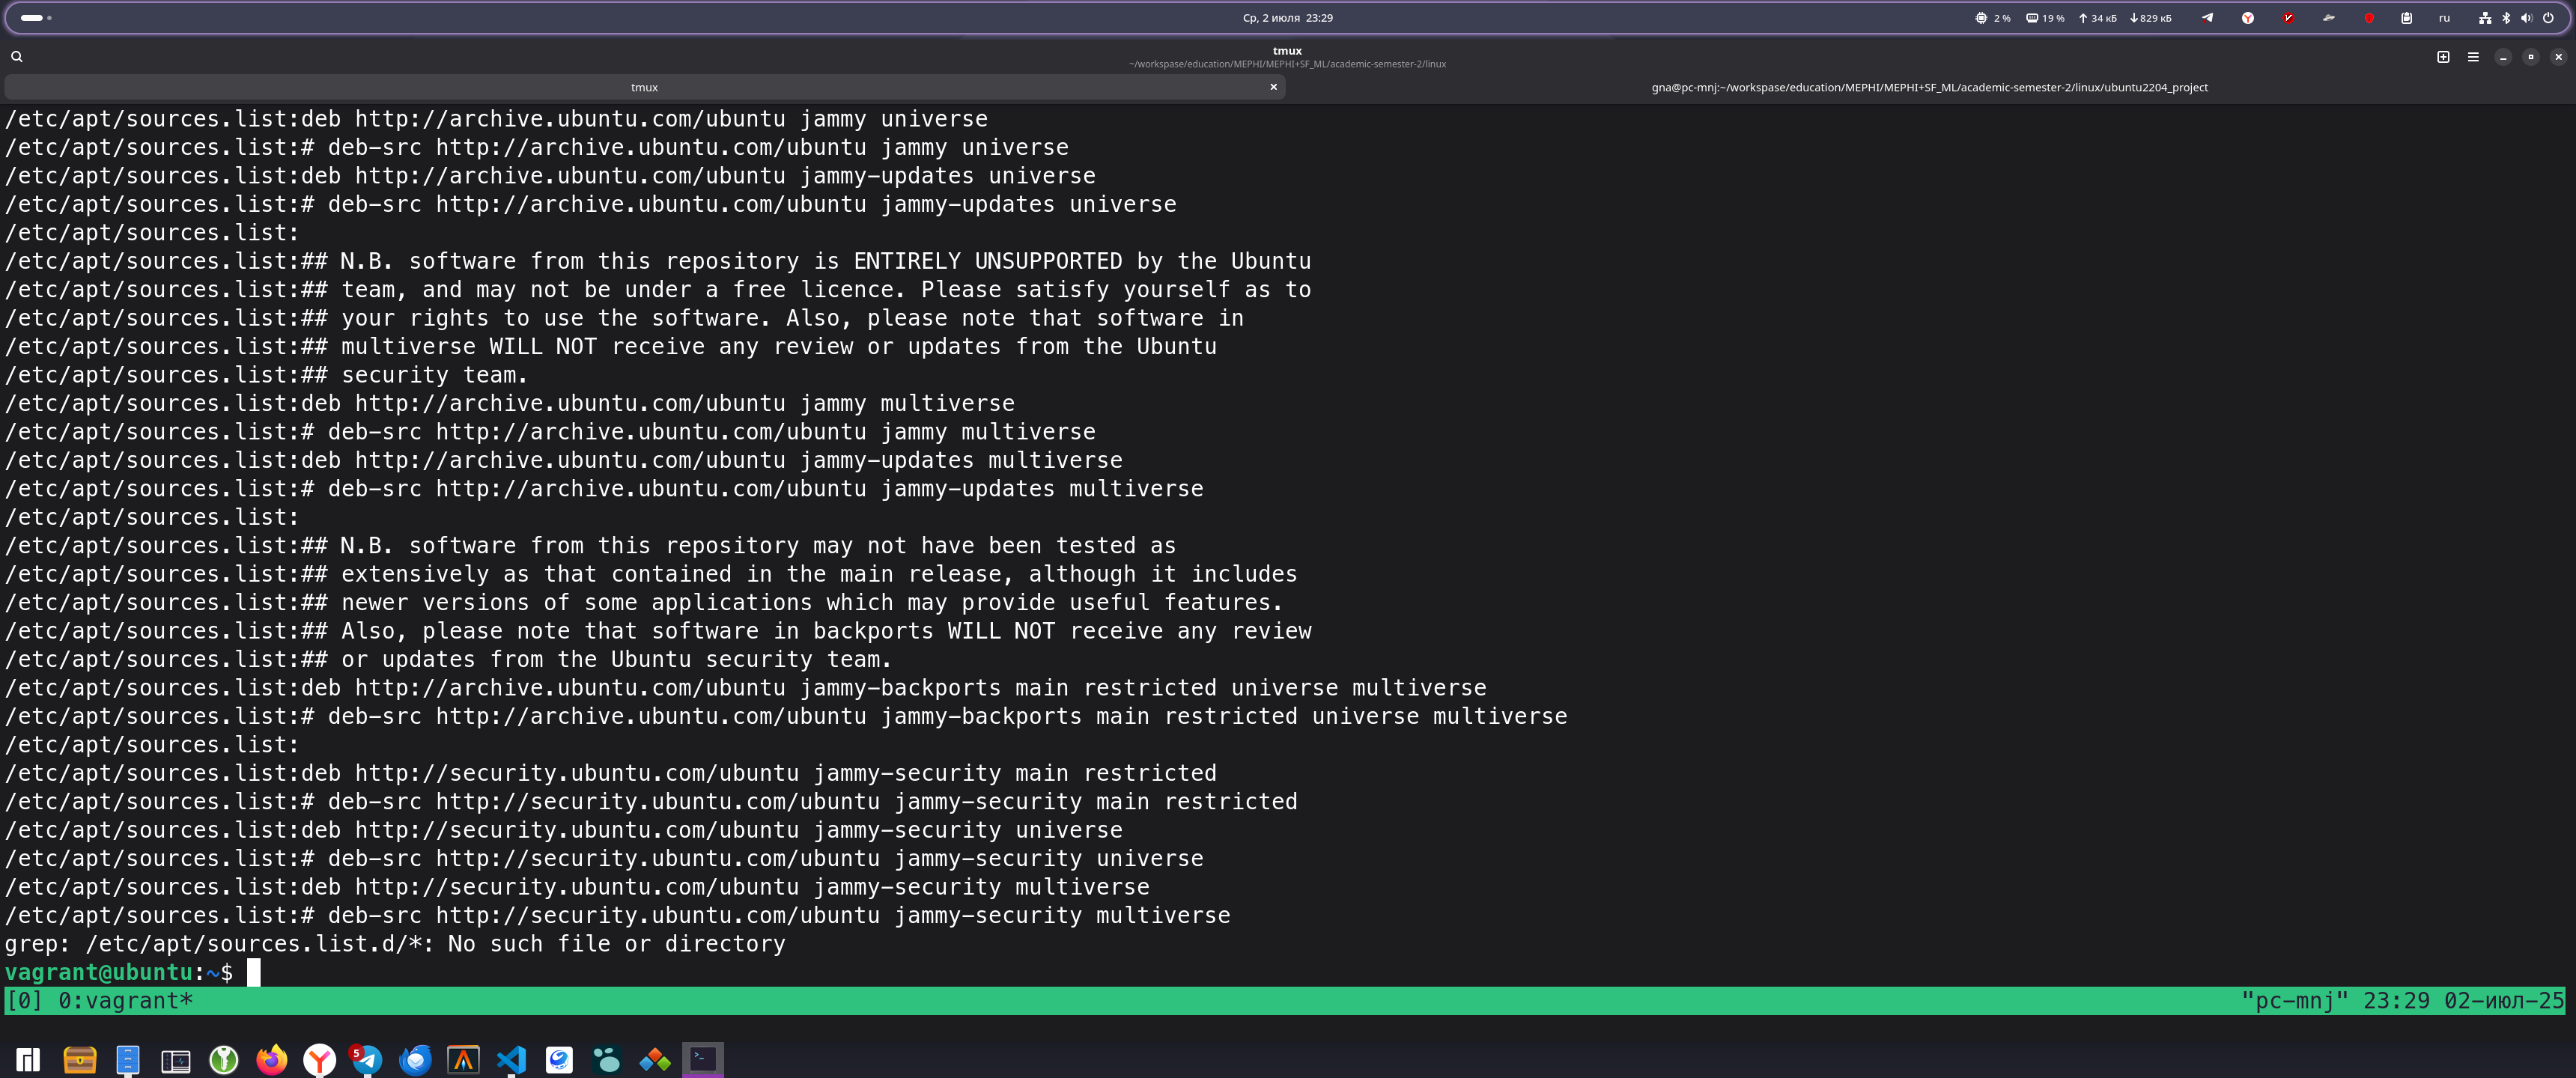 Ср, 2 июля 23:29
2 %
19 %
34 кБ
829 кБ
ru
tmux
~/workspase/education/MEPHI/MEPHI+SF_ML/academic-semester-2/linux
tmux
gna@pc-mnj:~/workspase/education/MEPHI/MEPHI+SF_ML/academic-semester-2/linux/ubuntu2204_project
/etc/apt/sources.list:deb http://archive.ubuntu.com/ubuntu jammy universe
/etc/apt/sources.list:# deb-src http://archive.ubuntu.com/ubuntu jammy universe
/etc/apt/sources.list:deb http://archive.ubuntu.com/ubuntu jammy-updates universe
/etc/apt/sources.list:# deb-src http://archive.ubuntu.com/ubuntu jammy-updates universe
/etc/apt/sources.list:
/etc/apt/sources.list:## N.B. software from this repository is ENTIRELY UNSUPPORTED by the Ubuntu
/etc/apt/sources.list:## team, and may not be under a free licence. Please satisfy yourself as to
/etc/apt/sources.list:## your rights to use the software. Also, please note that software in
/etc/apt/sources.list:## multiverse WILL NOT receive any review or updates from the Ubuntu
/etc/apt/sources.list:## security team.
/etc/apt/sources.list:deb http://archive.ubuntu.com/ubuntu jammy multiverse
/etc/apt/sources.list:# deb-src http://archive.ubuntu.com/ubuntu jammy multiverse
/etc/apt/sources.list:deb http://archive.ubuntu.com/ubuntu jammy-updates multiverse
/etc/apt/sources.list:# deb-src http://archive.ubuntu.com/ubuntu jammy-updates multiverse
/etc/apt/sources.list:
/etc/apt/sources.list:## N.B. software from this repository may not have been tested as
/etc/apt/sources.list:## extensively as that contained in the main release, although it includes
/etc/apt/sources.list:## newer versions of some applications which may provide useful features.
/etc/apt/sources.list:## Also, please note that software in backports WILL NOT receive any review
/etc/apt/sources.list:## or updates from the Ubuntu security team.
/etc/apt/sources.list:deb http://archive.ubuntu.com/ubuntu jammy-backports main restricted universe multiverse
/etc/apt/sources.list:# deb-src http://archive.ubuntu.com/ubuntu jammy-backports main restricted universe multiverse
/etc/apt/sources.list:
/etc/apt/sources.list:deb http://security.ubuntu.com/ubuntu jammy-security main restricted
/etc/apt/sources.list:# deb-src http://security.ubuntu.com/ubuntu jammy-security main restricted
/etc/apt/sources.list:deb http://security.ubuntu.com/ubuntu jammy-security universe
/etc/apt/sources.list:# deb-src http://security.ubuntu.com/ubuntu jammy-security universe
/etc/apt/sources.list:deb http://security.ubuntu.com/ubuntu jammy-security multiverse
/etc/apt/sources.list:# deb-src http://security.ubuntu.com/ubuntu jammy-security multiverse
grep: /etc/apt/sources.list.d/*: No such file or directory
vagrant@ubuntu:~$
[0] 0:vagrant*
"pc-mnj" 23:29 02-июл-25
5